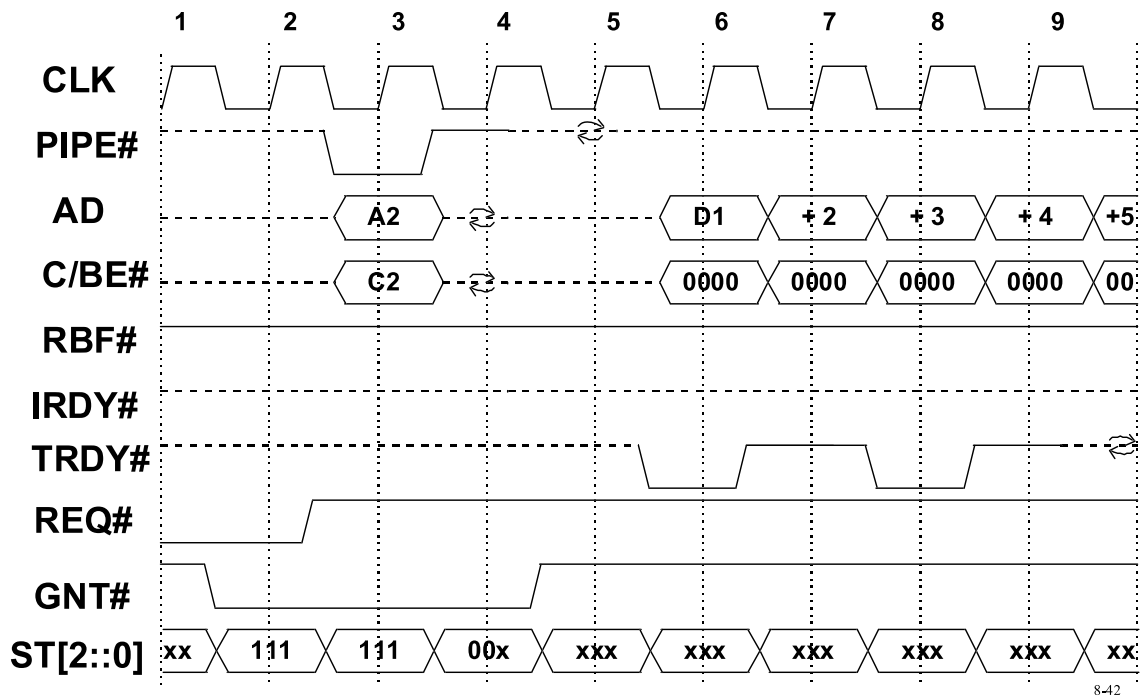 1 2 3 4 5 6 7 8 9
CLK
PIPE#
AD A2 D1 + 2 + 3 + 4 +5
C/BE# C2 0000 0000 0000 0000 00
RBF#
IRDY#
TRDY#
REQ#
GNT#
ST[2::0] xx 111 111 00x xxx xxx xxx xxx xxx xx
8-42